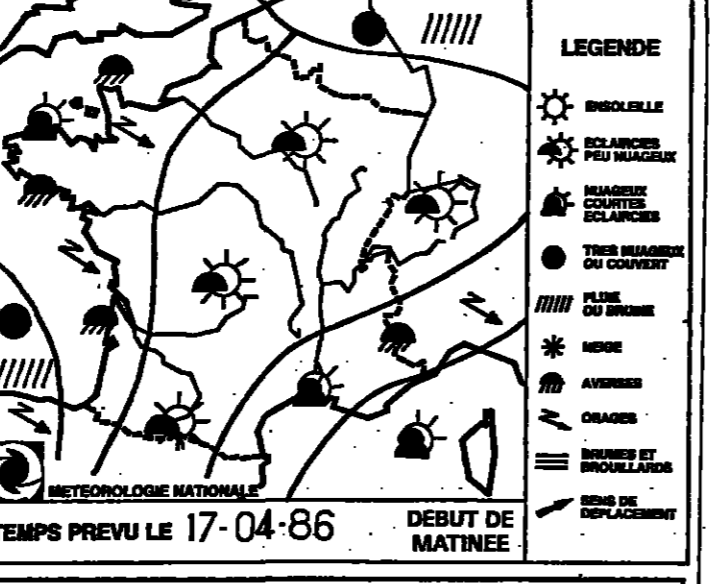 LEGENDE
ENSOLEILLE
ECLAIRCIES
PEU NUAGEUX
NUAGEUX
COURTES
ECLAIRCIES
TRES NUAGEUX
OU COUVERT
PLUIE
OU BRUINE
NEIGE
AVERSES
ORAGES
BRUMES ET
BROUILLARDS
SENS DE
DEPLACEMENT
METEOROLOGIE NATIONALE
TEMPS PREVU LE 17-04-86
DEBUT DE
MATINEE